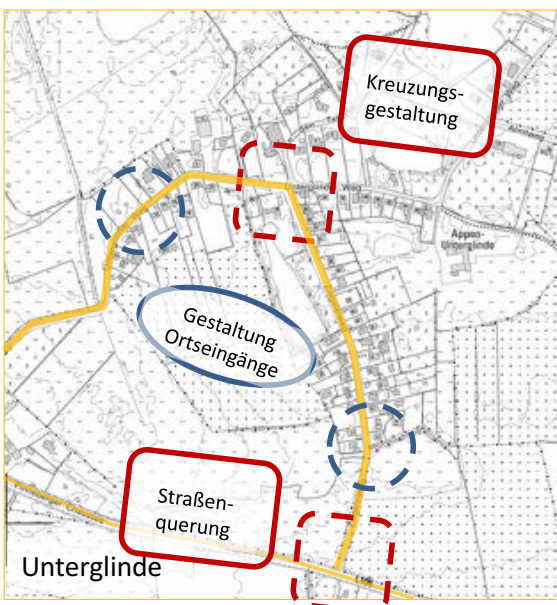 Kreuzungs-
gestaltung
Appen-
Unterglinde
Gestaltung
Ortseingänge
Straßen-
querung
Unterglinde